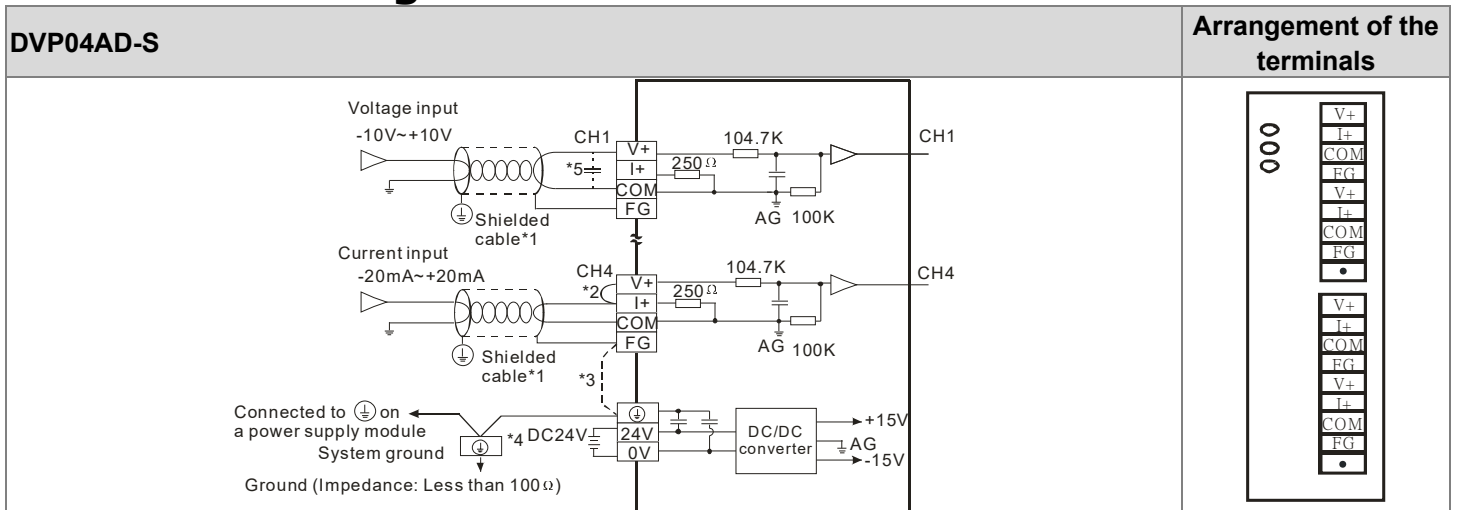 DVP04AD-S
Arrangement of the
terminals
Voltage input
-10V~+10V
CH1
*5
V+
I+
COM
FG
104.7K
250Ω
AG
100K
CH1
Shielded
cable*1
Current input
-20mA~+20mA
CH4
*2
V+
I+
COM
FG
104.7K
250Ω
AG
100K
CH4
Shielded
cable*1
*3
Connected to ⏚ on
a power supply module
System ground
*4
DC24V
24V
0V
DC/DC
converter
+15V
AG
-15V
Ground (Impedance: Less than 100Ω)
V+
I+
COM
FG
V+
I+
COM
FG
V+
I+
COM
FG
V+
I+
COM
FG